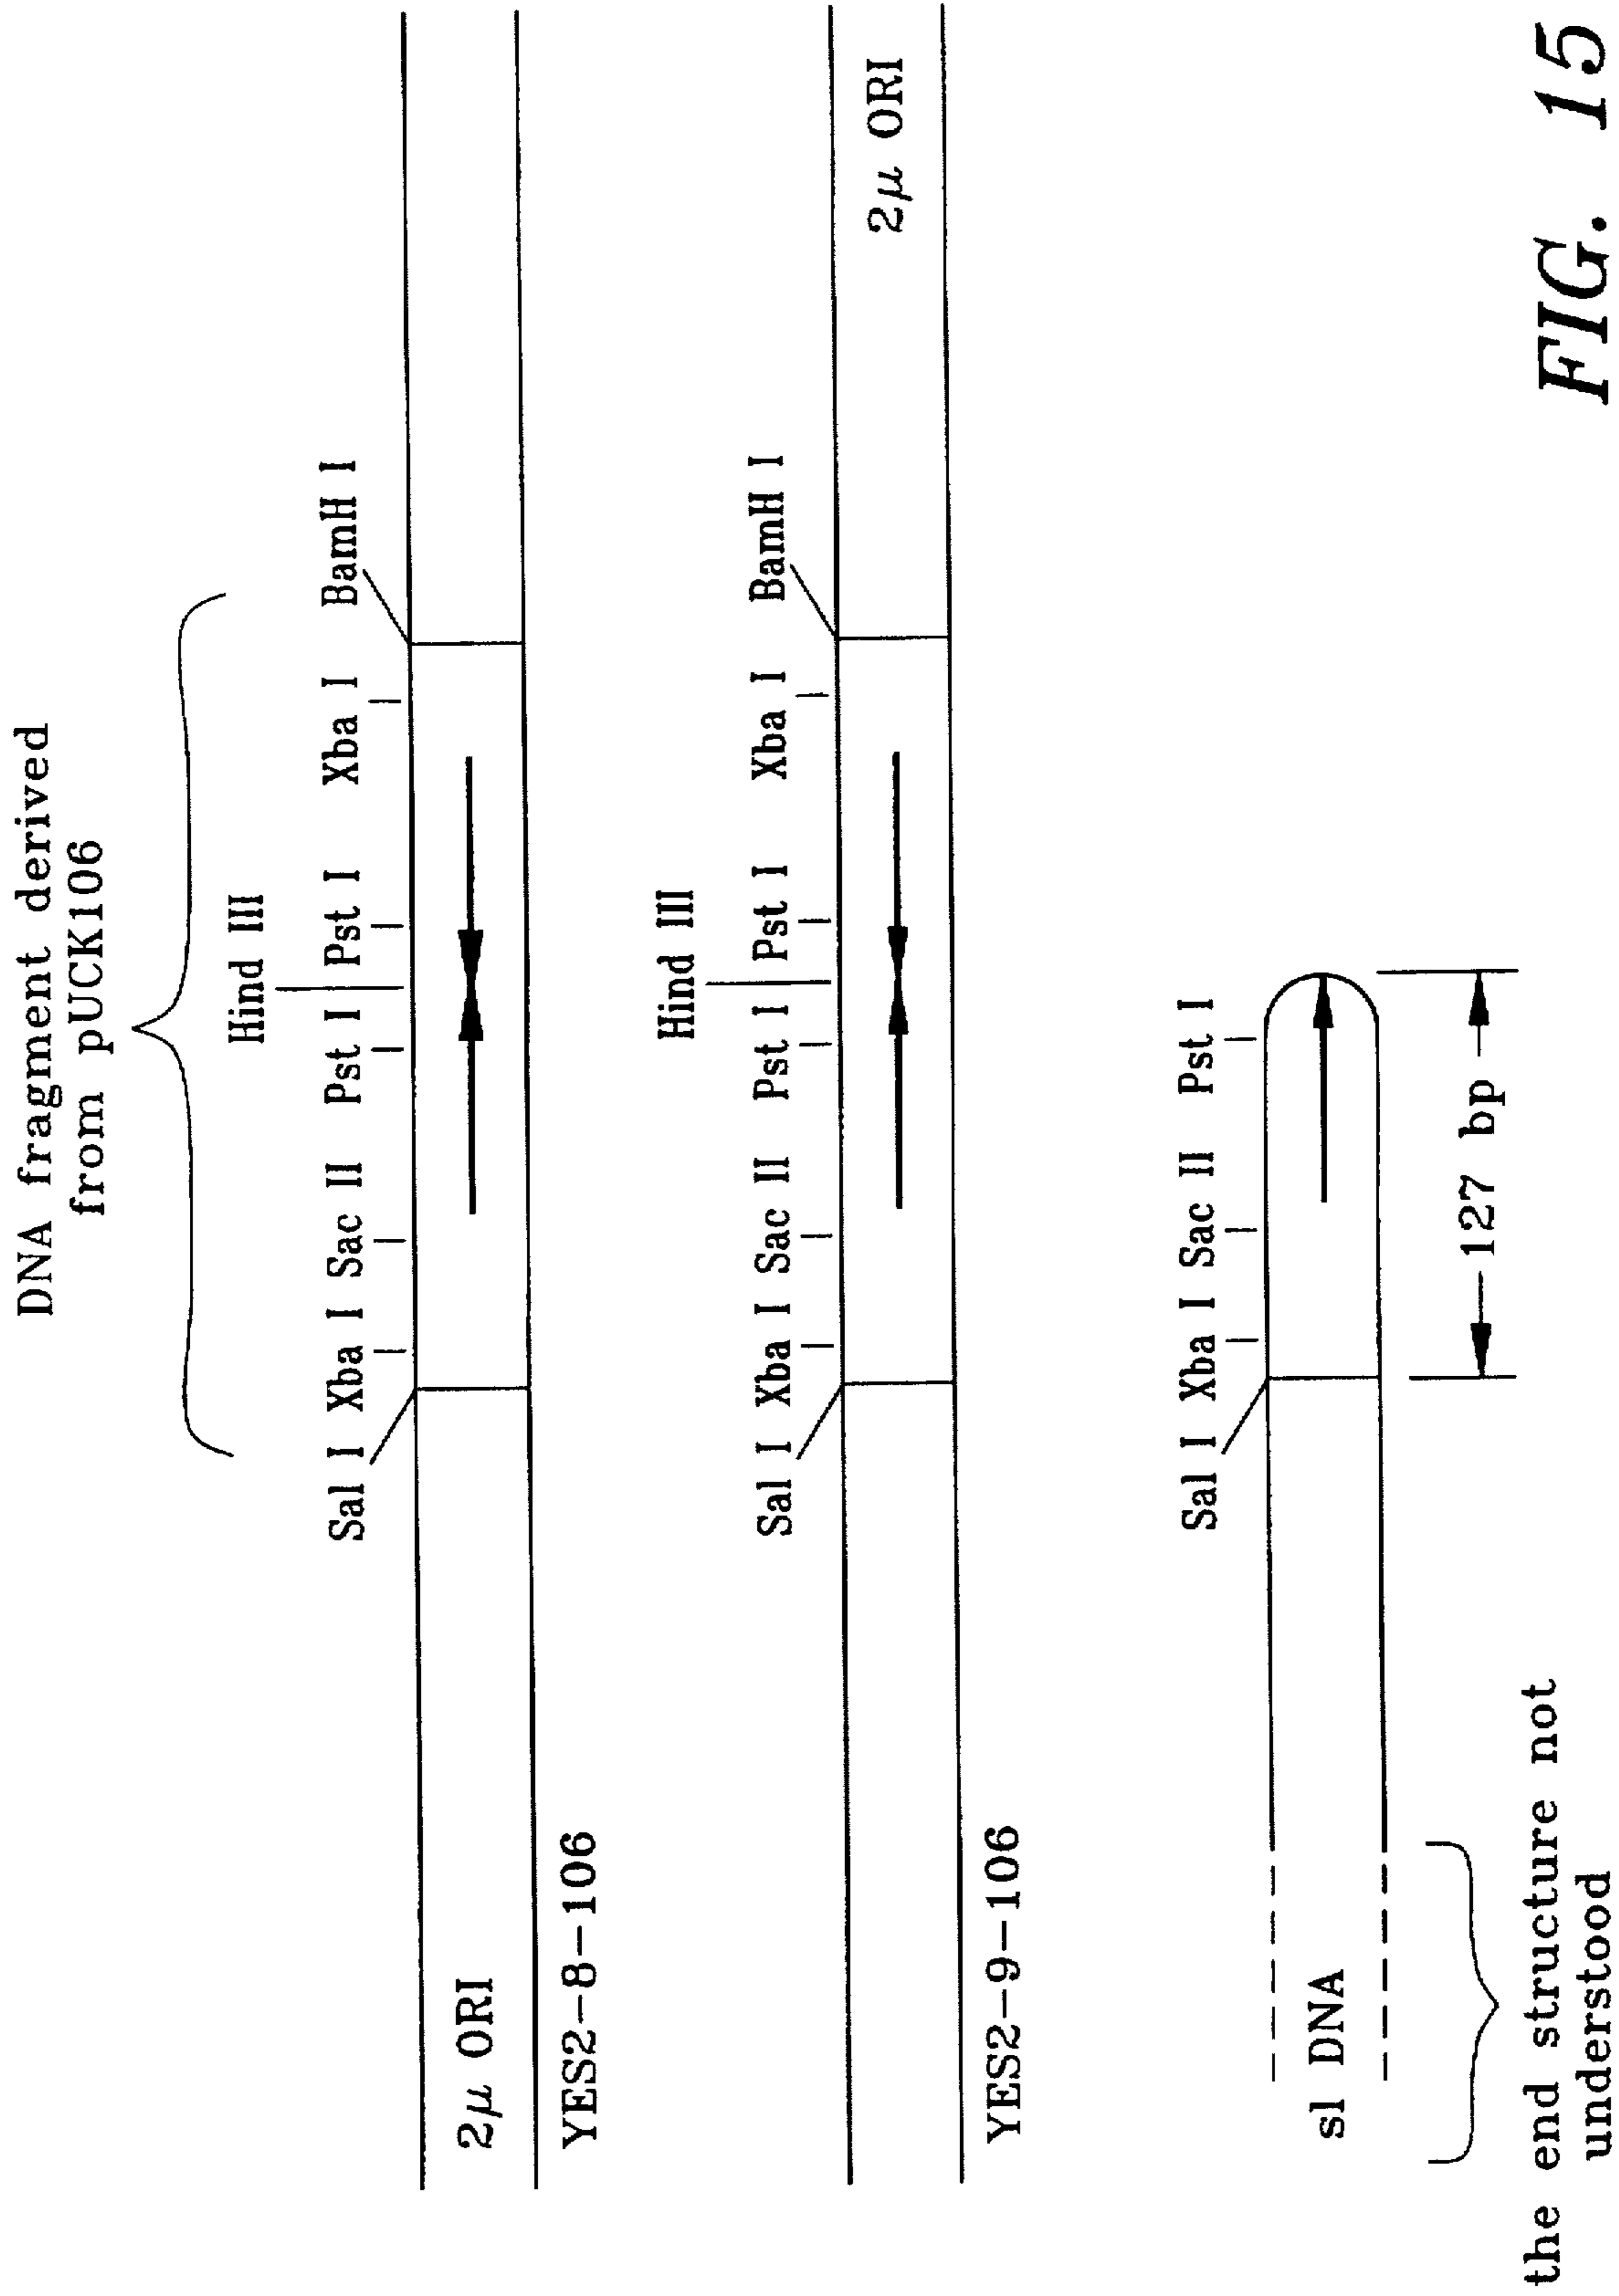 DNA fragment derived
from pUCK106
Hind III
Sal I Xba I Sac II Pst I Pst I Xba I BamH I
2μ ORI
YES2-8-106
Hind III
Sal I Xba I Sac II Pst I Pst I Xba I BamH I
2μ ORI
YES2-9-106
Sal I Xba I Sac II Pst I
sl DNA
127 bp
the end structure not
understood
FIG. 15